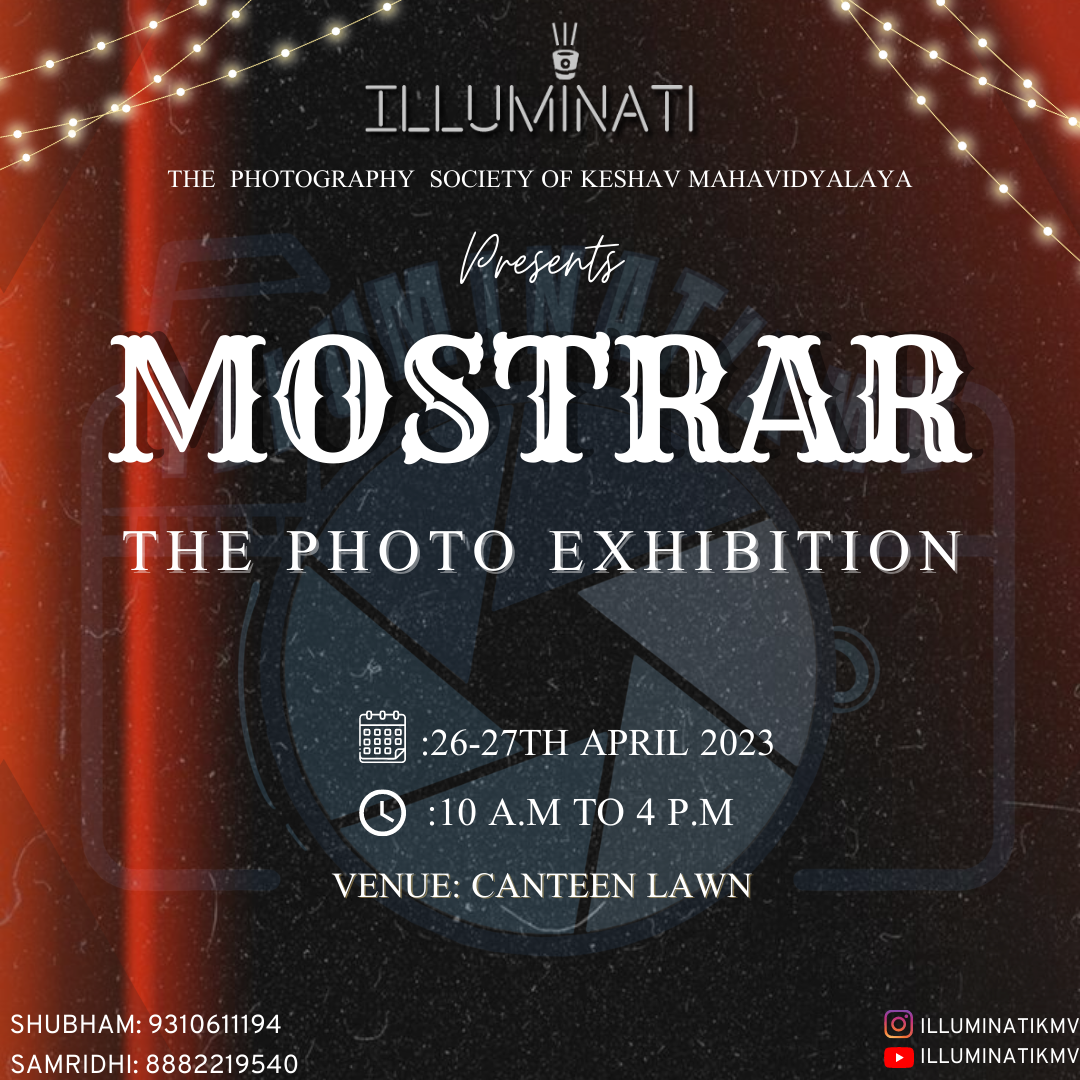 ILLUMINATI
THE PHOTOGRAPHY SOCIETY OF KESHAV MAHAVIDYALAYA
Presents
MOSTRAR
THE PHOTO EXHIBITION
:26-27TH APRIL 2023
:10 A.M TO 4 P.M
VENUE: CANTEEN LAWN
SHUBHAM: 9310611194
SAMRIDHI: 8882219540
ILLUMINATIKMV
ILLUMINATIKMV